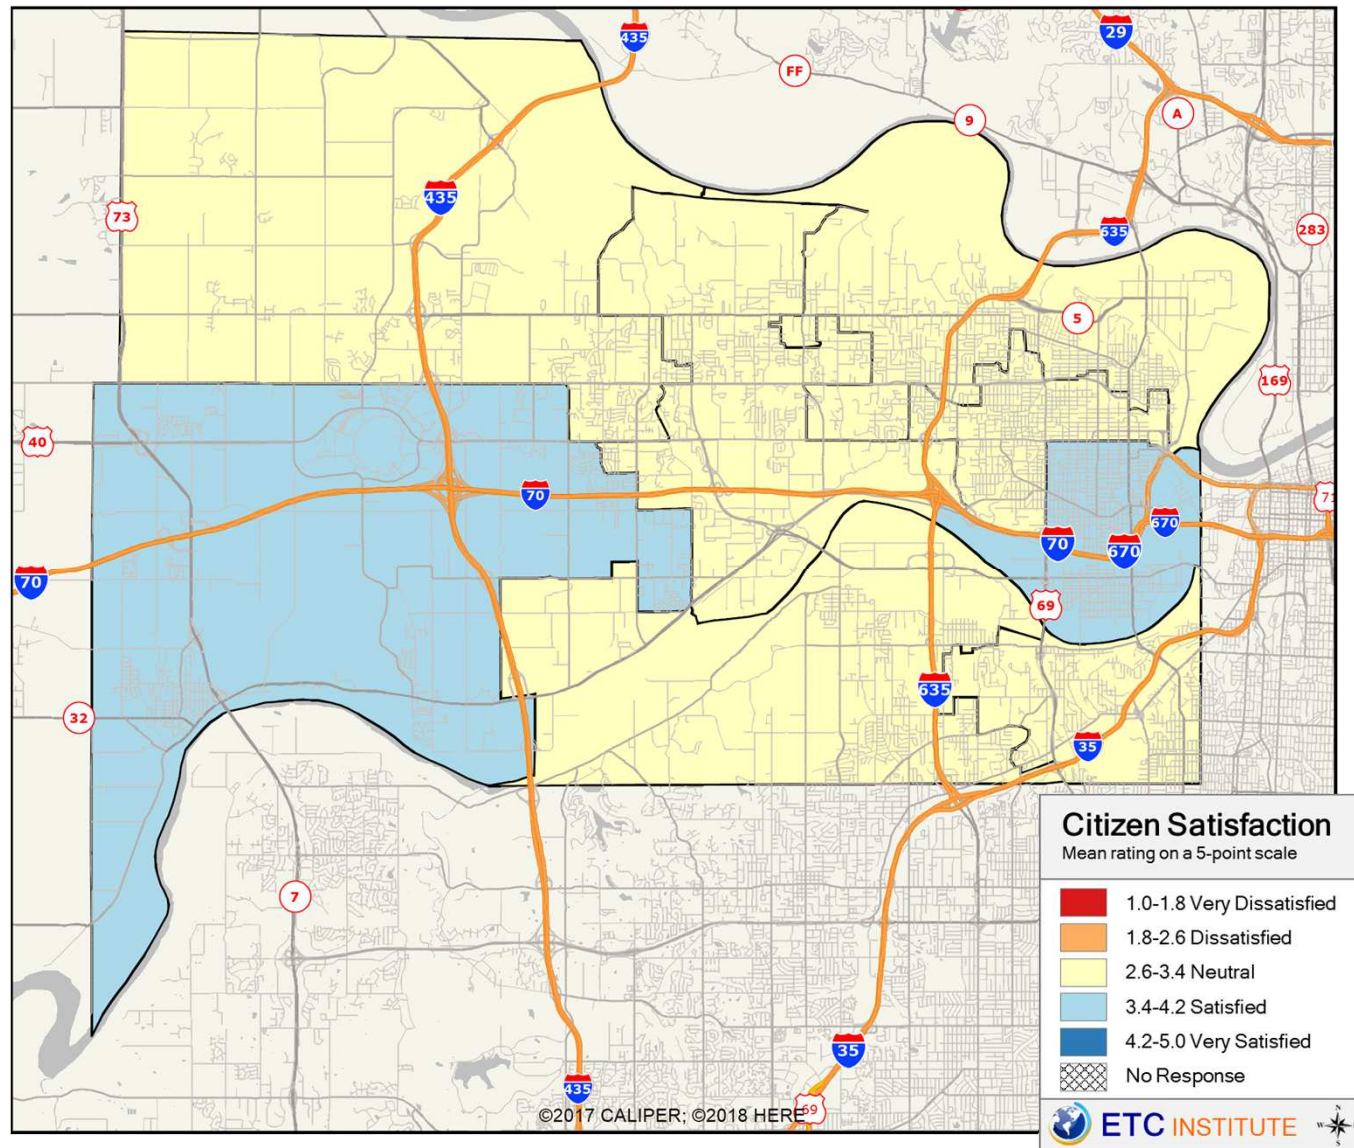 435
29
FF
9
A
435
73
635
283
5
169
40
70
70
670
70
670
71
69
32
635
35
7
35
435
69
©2017 CALIPER; ©2018 HERE
Citizen Satisfaction
Mean rating on a 5-point scale
1.0-1.8 Very Dissatisfied
1.8-2.6 Dissatisfied
2.6-3.4 Neutral
3.4-4.2 Satisfied
4.2-5.0 Very Satisfied
No Response
ETC INSTITUTE
N
W
S